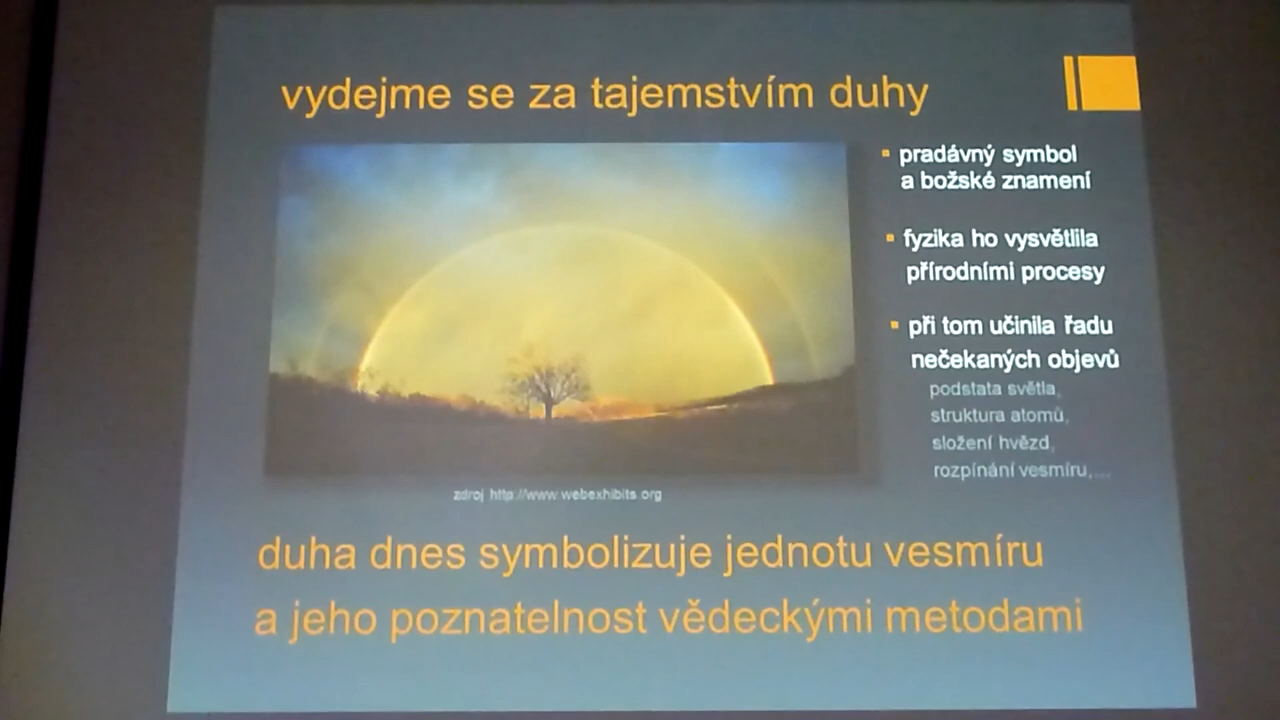 vydejme se za tajemstvím duhy
▪ pradávný symbol
a božské znamení
▪ fyzika ho vysvětlila
přírodními procesy
▪ při tom učinila řadu
nečekaných objevů
podstata světla,
struktura atomů,
složení hvězd,
rozpínání vesmíru,...
zdroj http://www.webexhibits.org
duha dnes symbolizuje jednotu vesmíru
a jeho poznatelnost vědeckými metodami